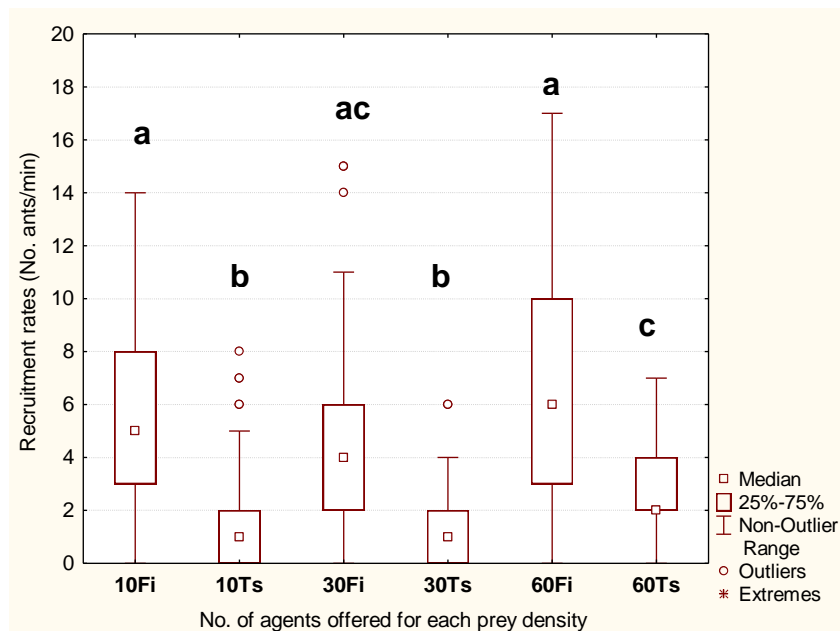 20
18
16
14
12
10
8
6
4
2
0
Recruitment rates (No. ants/min)
a
b
ac
b
a
c
10Fi 10Ts 30Fi 30Ts 60Fi 60Ts
No. of agents offered for each prey density
Median
25%-75%
Non-Outlier
Range
Outliers
Extremes